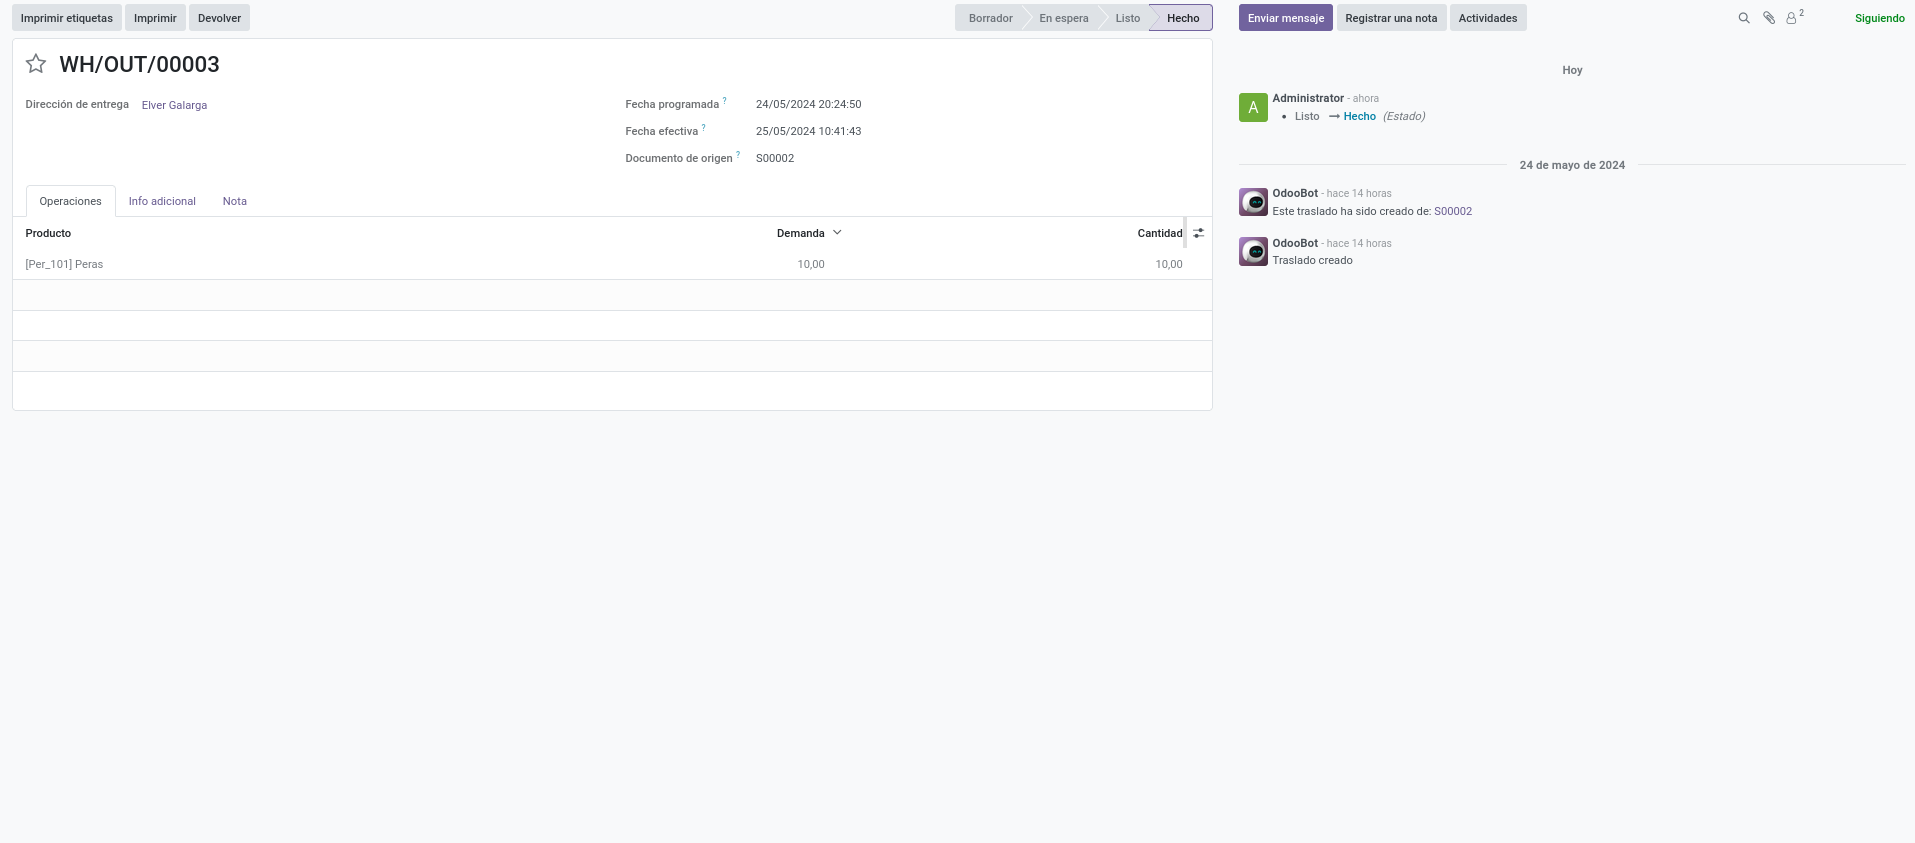 Imprimir etiquetas Imprimir Devolver Borrador En espera Listo Hecho
WH/OUT/00003
Dirección de entrega Elver Galarga
Fecha programada ? 24/05/2024 20:24:50
Fecha efectiva ? 25/05/2024 10:41:43
Documento de origen ? S00002
Operaciones Info adicional Nota
Producto Demanda Cantidad
[Per_101] Peras 10,00 10,00
Enviar mensaje Registrar una nota Actividades 2 Siguiendo
Hoy
A
Administrator - ahora
• Listo → Hecho (Estado)
24 de mayo de 2024
OdooBot - hace 14 horas
Este traslado ha sido creado de: S00002
OdooBot - hace 14 horas
Traslado creado